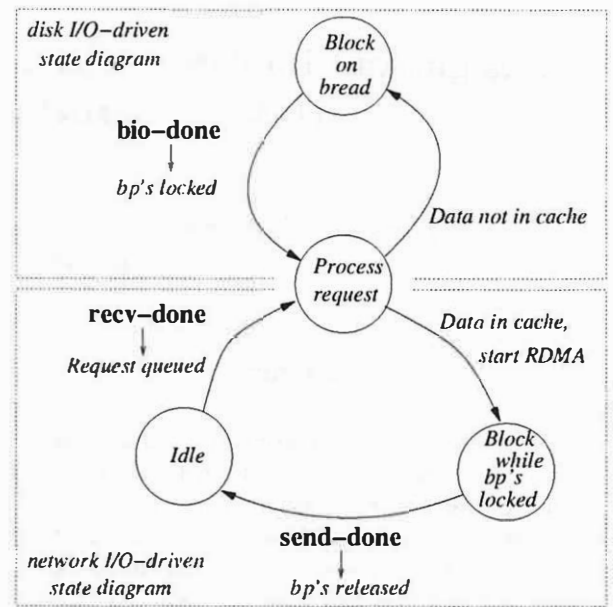 disk I/O-driven
state diagram
Block
on
bread
bio-done
bp's locked
Data not in cache
Process
request
recv-done
Request queued
Data in cache,
start RDMA
Idle
Block
while
bp's
locked
send-done
bp's released
network I/O-driven
state diagram